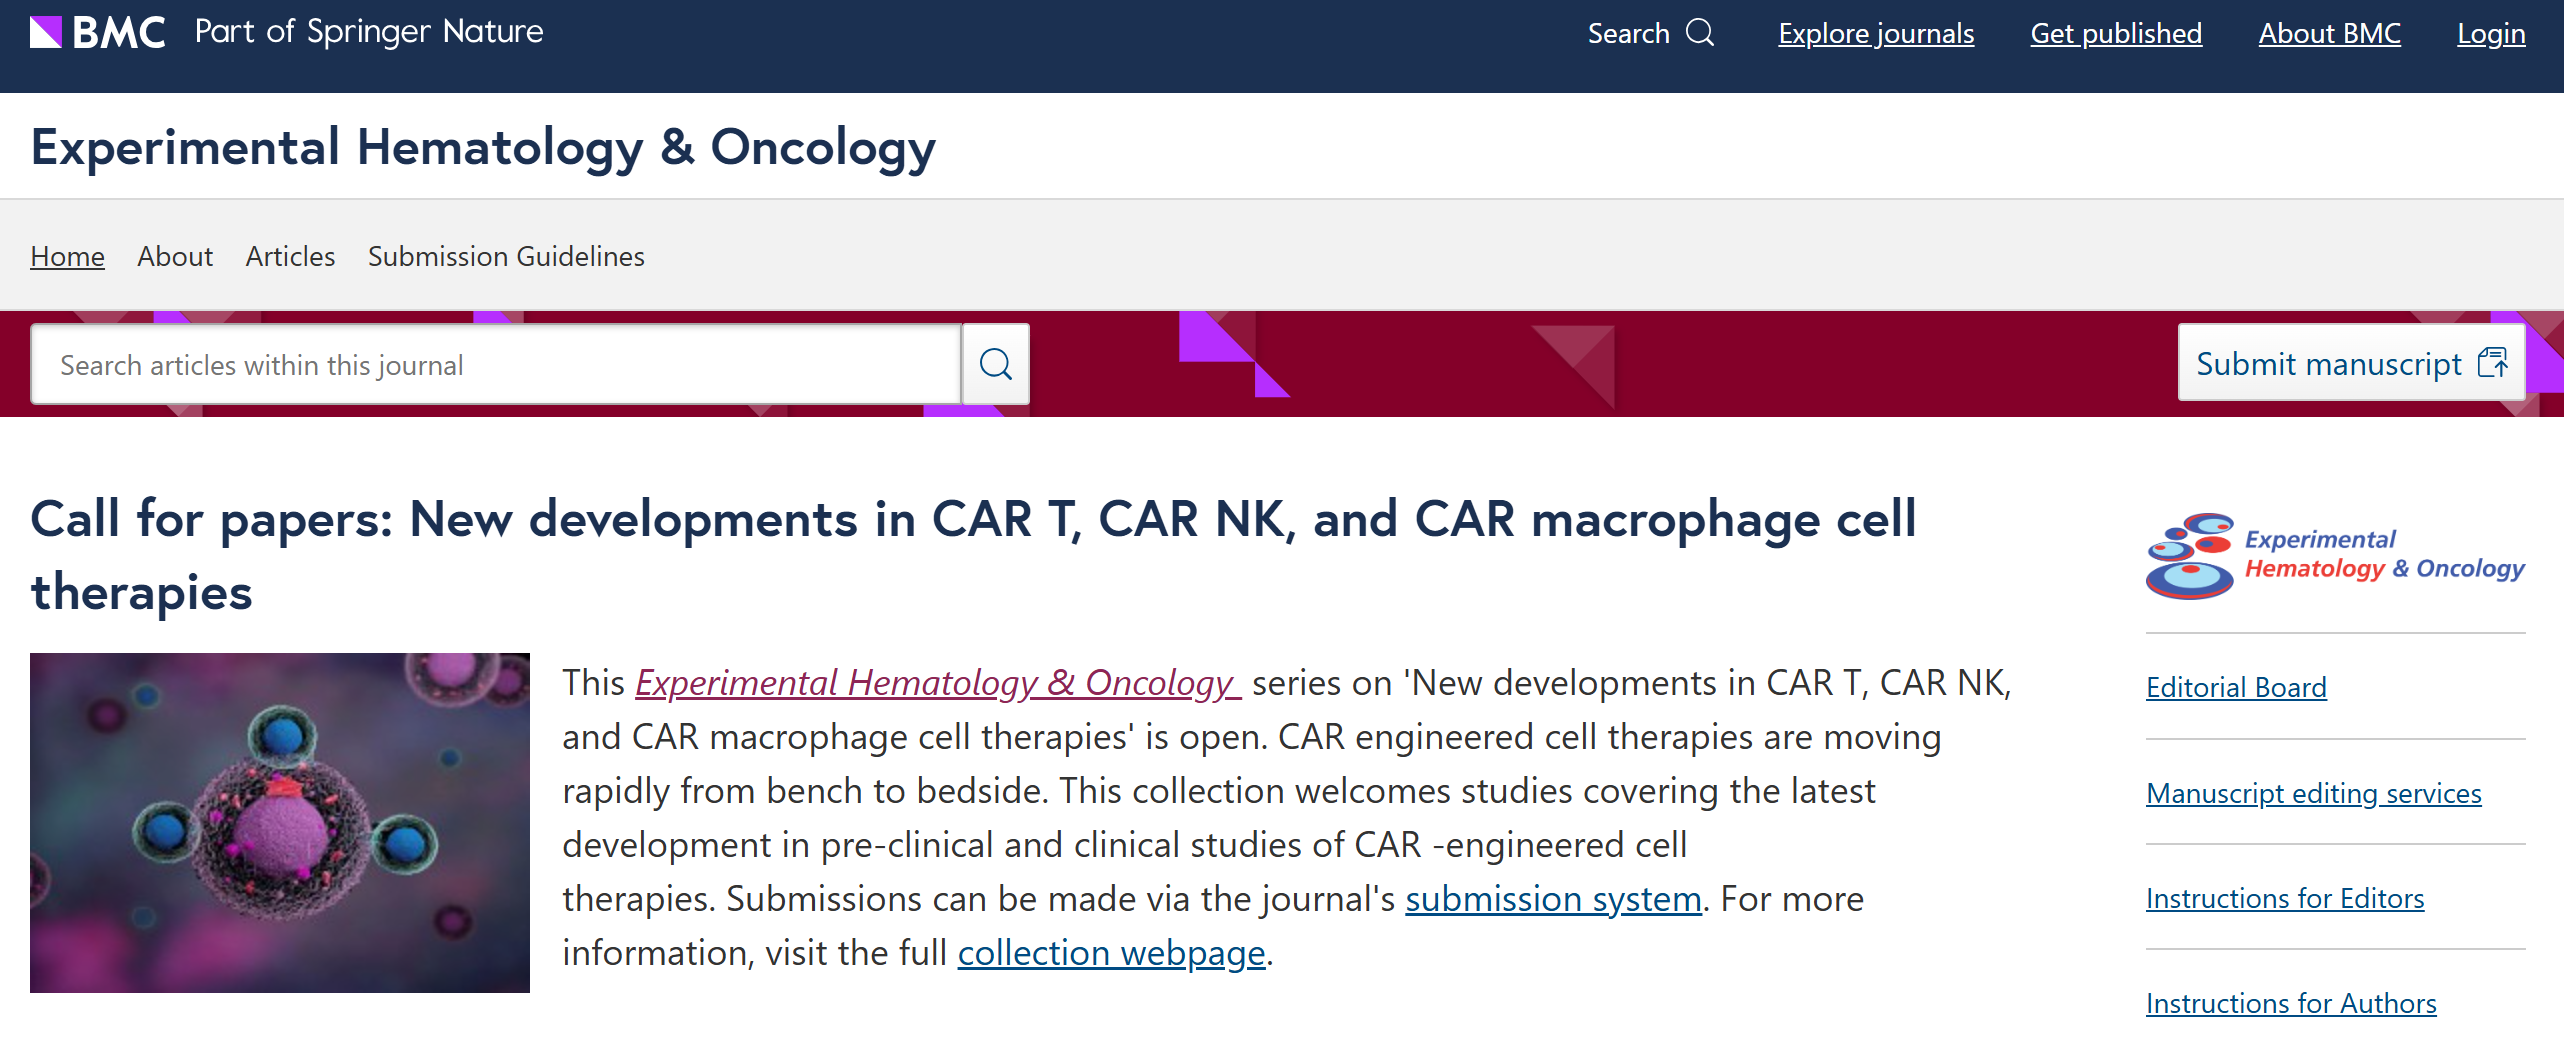 BMC Part of Springer Nature
Search Explore journals Get published About BMC Login
Experimental Hematology & Oncology
Home About Articles Submission Guidelines
Search articles within this journal
Submit manuscript
Call for papers: New developments in CAR T, CAR NK, and CAR macrophage cell
therapies
This Experimental Hematology & Oncology  series on 'New developments in CAR T, CAR NK,
and CAR macrophage cell therapies' is open. CAR engineered cell therapies are moving
rapidly from bench to bedside. This collection welcomes studies covering the latest
development in pre-clinical and clinical studies of CAR -engineered cell
therapies. Submissions can be made via the journal's submission system. For more
information, visit the full collection webpage.
Experimental
Hematology & Oncology
Editorial Board
Manuscript editing services
Instructions for Editors
Instructions for Authors